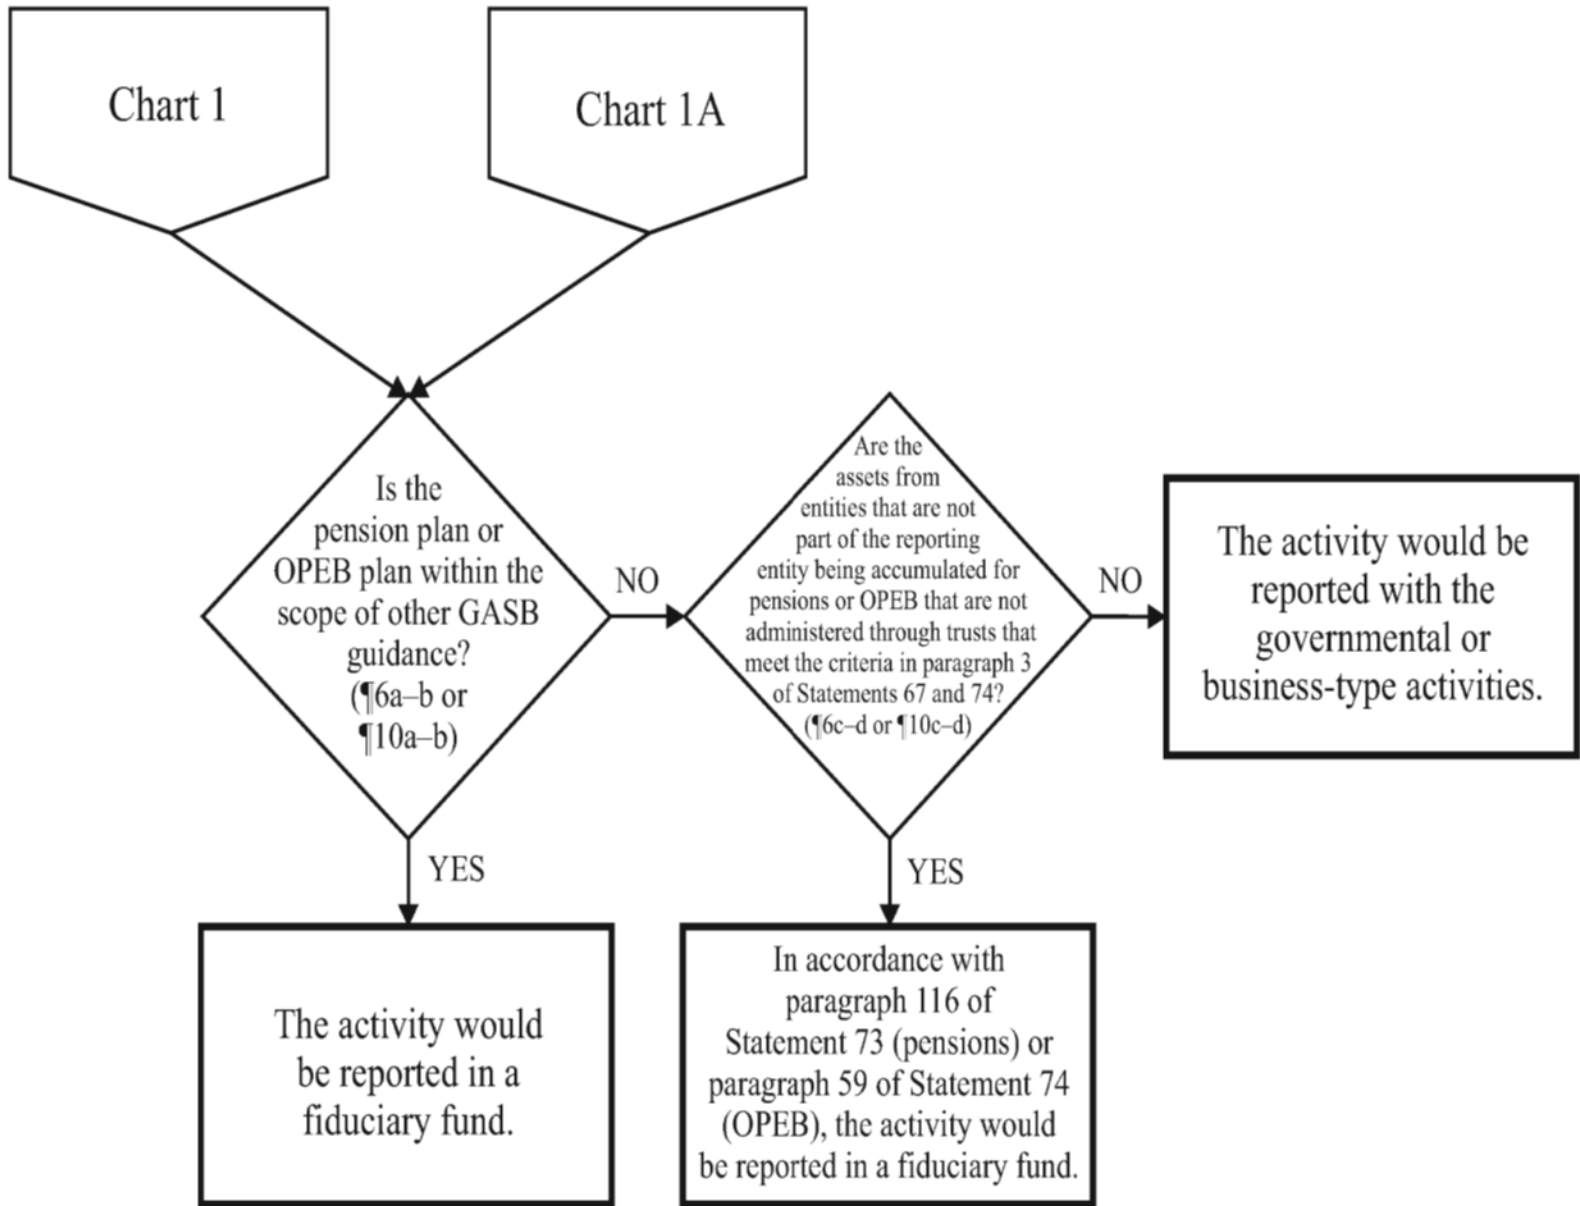 Chart 1
Chart 1A
Is the
pension plan or
OPEB plan within the
scope of other GASB
guidance?
(¶6a–b or
¶10a–b)
NO
Are the
assets from
entities that are not
part of the reporting
entity being accumulated for
pensions or OPEB that are not
administered through trusts that
meet the criteria in paragraph 3
of Statements 67 and 74?
(¶6c–d or ¶10c–d)
NO
The activity would be
reported with the
governmental or
business-type activities.
YES
YES
The activity would
be reported in a
fiduciary fund.
In accordance with
paragraph 116 of
Statement 73 (pensions) or
paragraph 59 of Statement 74
(OPEB), the activity would
be reported in a fiduciary fund.